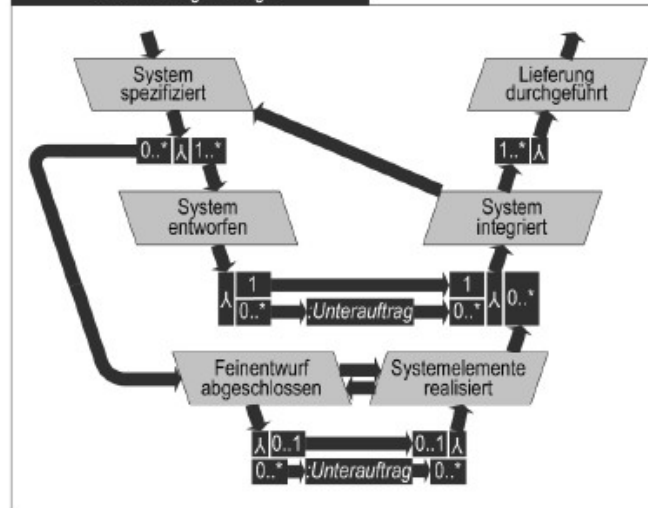 System
spezifiziert
Lieferung
durchgeführt
0..* 1..*
1..*
System
entworfen
System
integriert
1 1
0..* :Unterauftrag 0..* 0..*
Feinentwurf
abgeschlossen
Systemelemente
realisiert
0..1 0..1
0..* :Unterauftrag 0..*